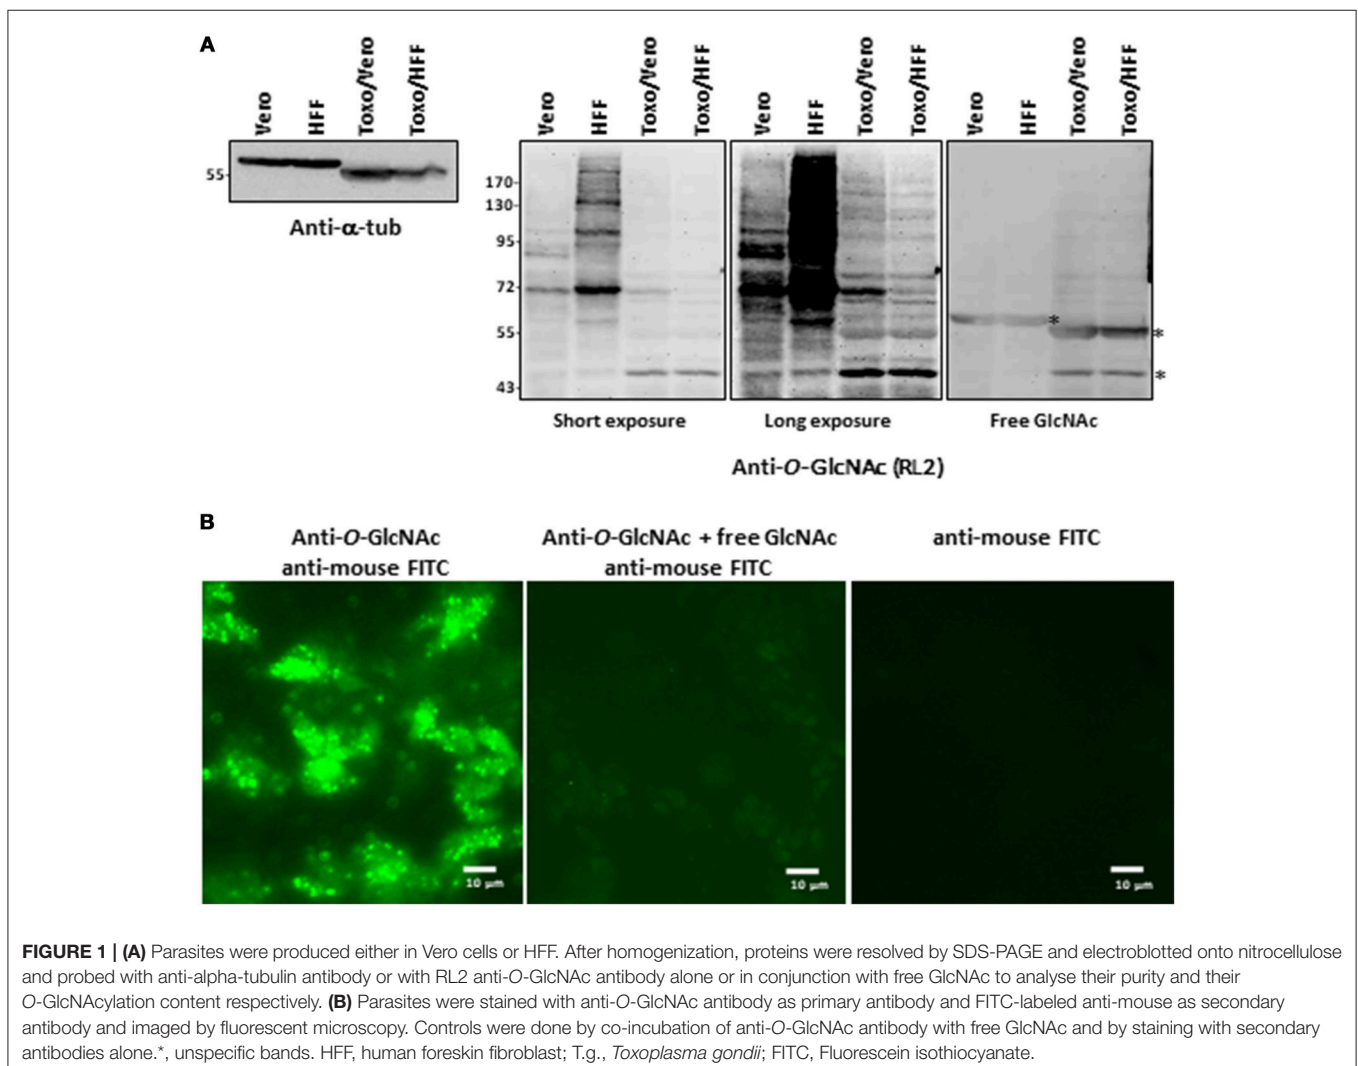 A
Vero
HFF
Toxo/Vero
Toxo/HFF
55-
Anti-α-tub
Vero
HFF
Toxo/Vero
Toxo/HFF
Vero
HFF
Toxo/Vero
Toxo/HFF
Vero
HFF
Toxo/Vero
Toxo/HFF
170-
130-
95-
72-
55-
43-
*
*
*
Short exposure
Long exposure
Free GlcNAc
Anti-O-GlcNAc (RL2)
B
Anti-O-GlcNAc
anti-mouse FITC
Anti-O-GlcNAc + free GlcNAc
anti-mouse FITC
anti-mouse FITC
10 µm
10 µm
10 µm
FIGURE 1 | (A) Parasites were produced either in Vero cells or HFF. After homogenization, proteins were resolved by SDS-PAGE and electroblotted onto nitrocellulose
and probed with anti-alpha-tubulin antibody or with RL2 anti-O-GlcNAc antibody alone or in conjunction with free GlcNAc to analyse their purity and their
O-GlcNAcylation content respectively. (B) Parasites were stained with anti-O-GlcNAc antibody as primary antibody and FITC-labeled anti-mouse as secondary
antibody and imaged by fluorescent microscopy. Controls were done by co-incubation of anti-O-GlcNAc antibody with free GlcNAc and by staining with secondary
antibodies alone.*, unspecific bands. HFF, human foreskin fibroblast; T.g., Toxoplasma gondii; FITC, Fluorescein isothiocyanate.